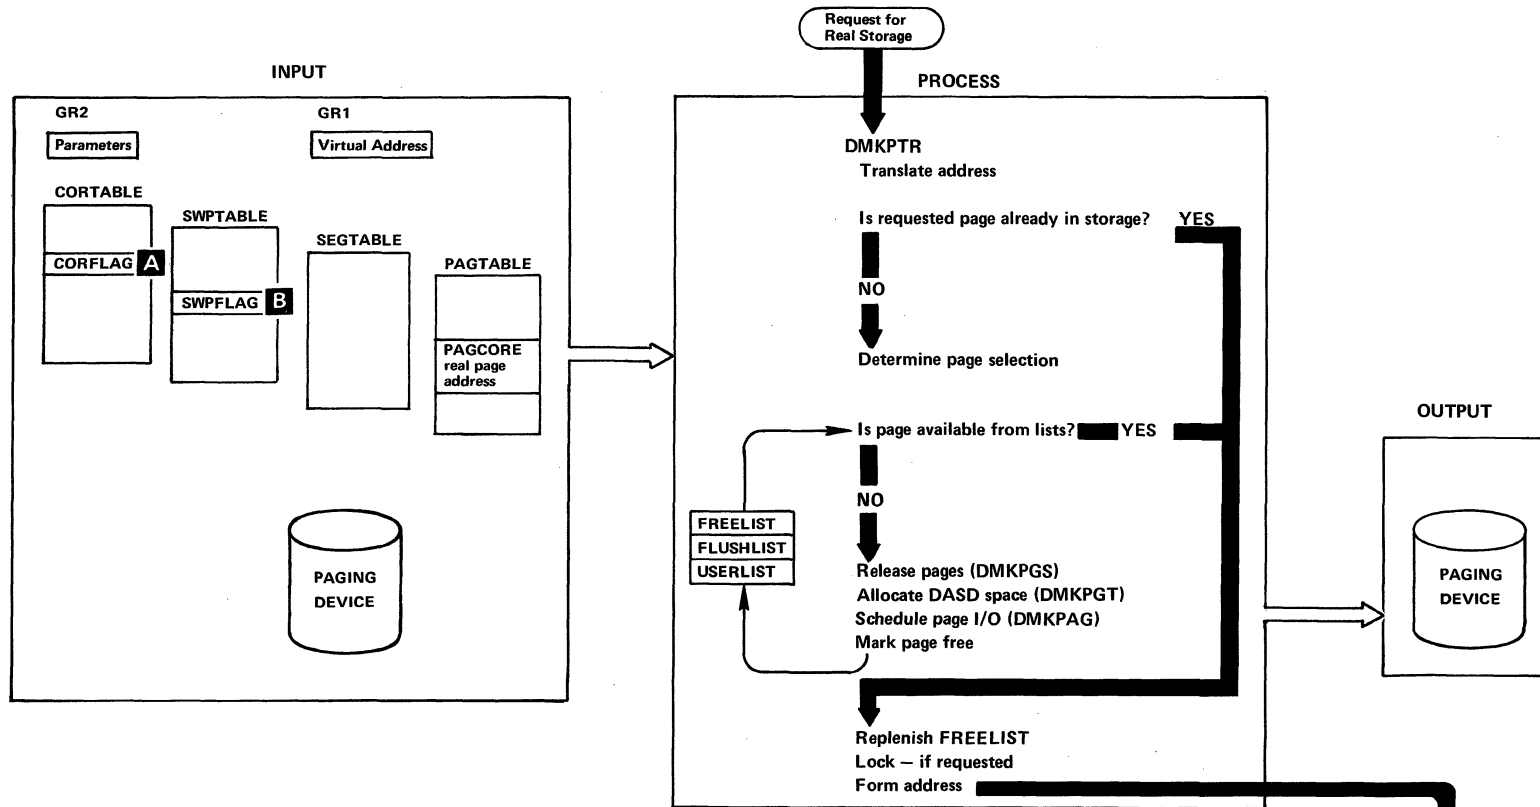 Request for
Real Storage
INPUT
GR2
Parameters
GR1
Virtual Address
CORTABLE
CORFLAG A
SWPTABLE
SWPFLAG B
SEGTABLE
PAGTABLE
PAGCORE
real page
address
PAGING
DEVICE
PROCESS
DMKPTR
Translate address
Is requested page already in storage? YES
NO
Determine page selection
Is page available from lists? YES
NO
FREELIST
FLUSHLIST
USERLIST
Release pages (DMKPGS)
Allocate DASD space (DMKPGT)
Schedule page I/O (DMKPAG)
Mark page free
Replenish FREELIST
Lock — if requested
Form address
OUTPUT
PAGING
DEVICE